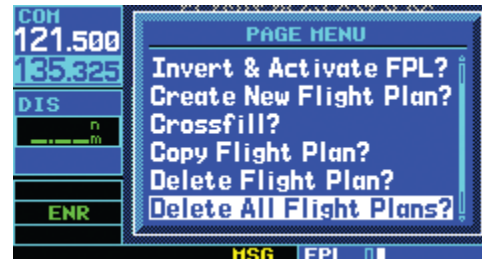 COM
121.500
135.325
DIS
n
m
ENR
PAGE MENU
Invert & Activate FPL?
Create New Flight Plan?
Crossfill?
Copy Flight Plan?
Delete Flight Plan?
Delete All Flight Plans?
MSG FPL